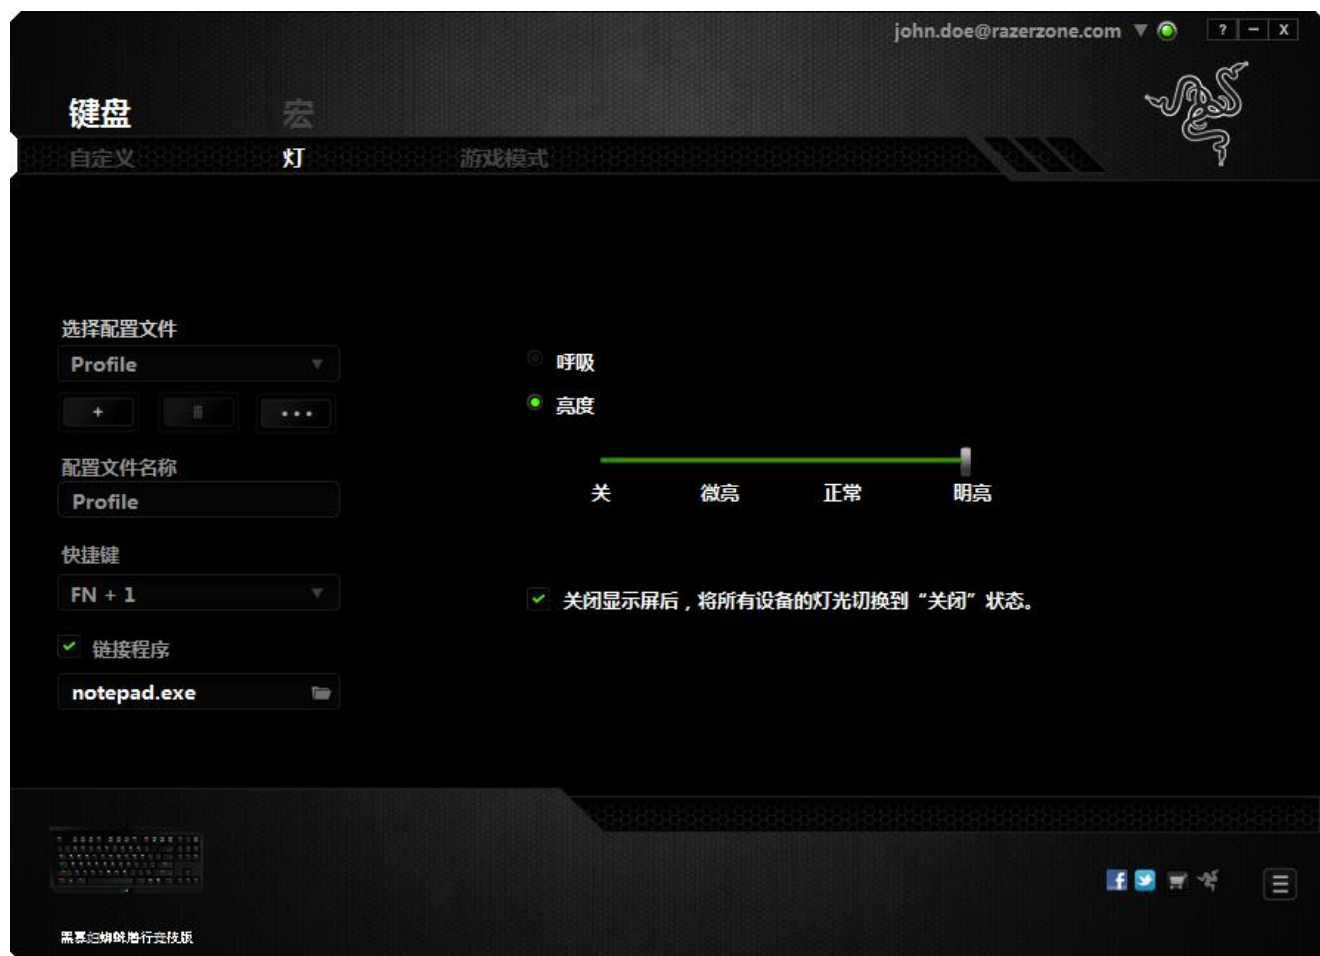 john.doe@razerzone.com
? − X
键盘 宏
自定义 灯 游戏模式
选择配置文件
Profile
+ •••
配置文件名称
Profile
快捷键
FN + 1
链接程序
notepad.exe
呼吸
亮度
关 微亮 正常 明亮
关闭显示屏后，将所有设备的灯光切换到“关闭”状态。
f